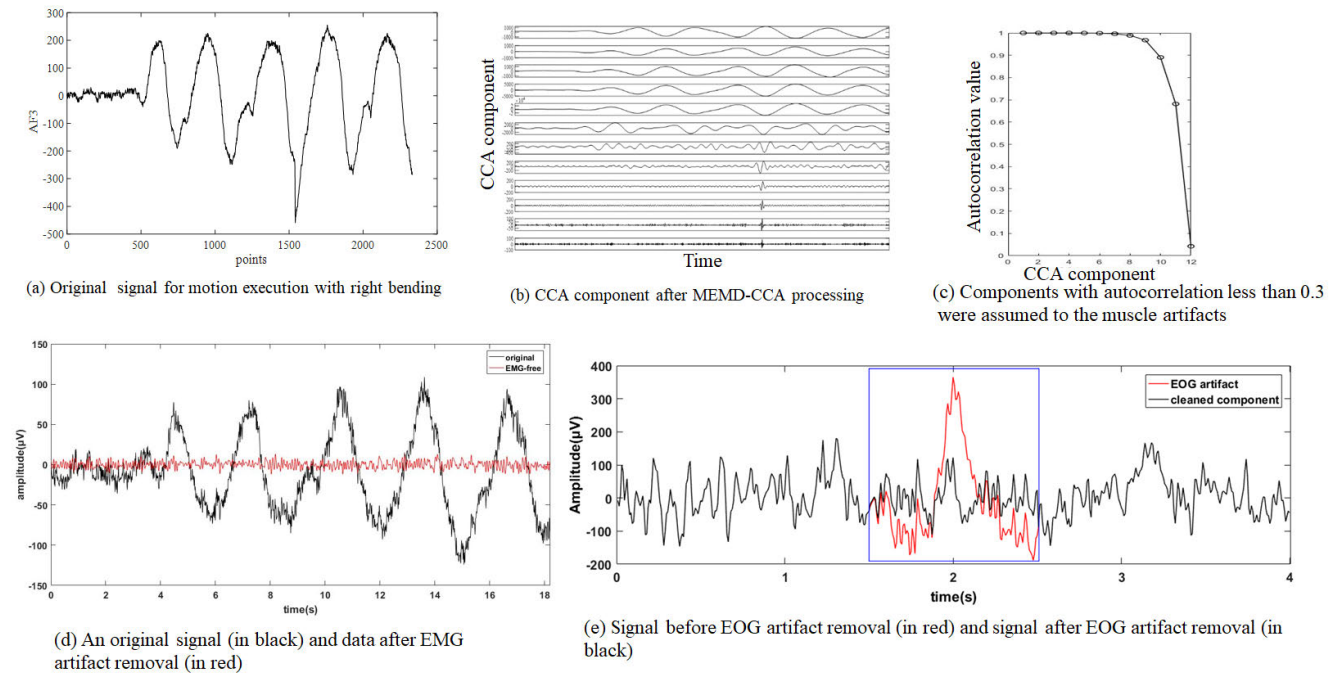 300
200
100
0
-100
-200
-300
-400
-500
AF3
0 500 1000 1500 2000 2500
points
(a) Original signal for motion execution with right bending
CCA component
Time
(b) CCA component after MEMD-CCA processing
1
0.9
0.8
0.7
0.6
0.5
0.4
0.3
0.2
0.1
0
Autocorrelation value
0 2 4 6 8 10 12
CCA component
(c) Components with autocorrelation less than 0.3
were assumed to the muscle artifacts
150
100
50
0
-50
-100
-150
amplitude(μV)
original
EMG-free
0 2 4 6 8 10 12 14 16 18
time(s)
(d) An original signal (in black) and data after EMG
artifact removal (in red)
400
300
200
100
0
-100
-200
Amplitude(μV)
EOG artifact
cleaned component
0 1 2 3 4
time(s)
(e) Signal before EOG artifact removal (in red) and signal after EOG artifact removal (in
black)